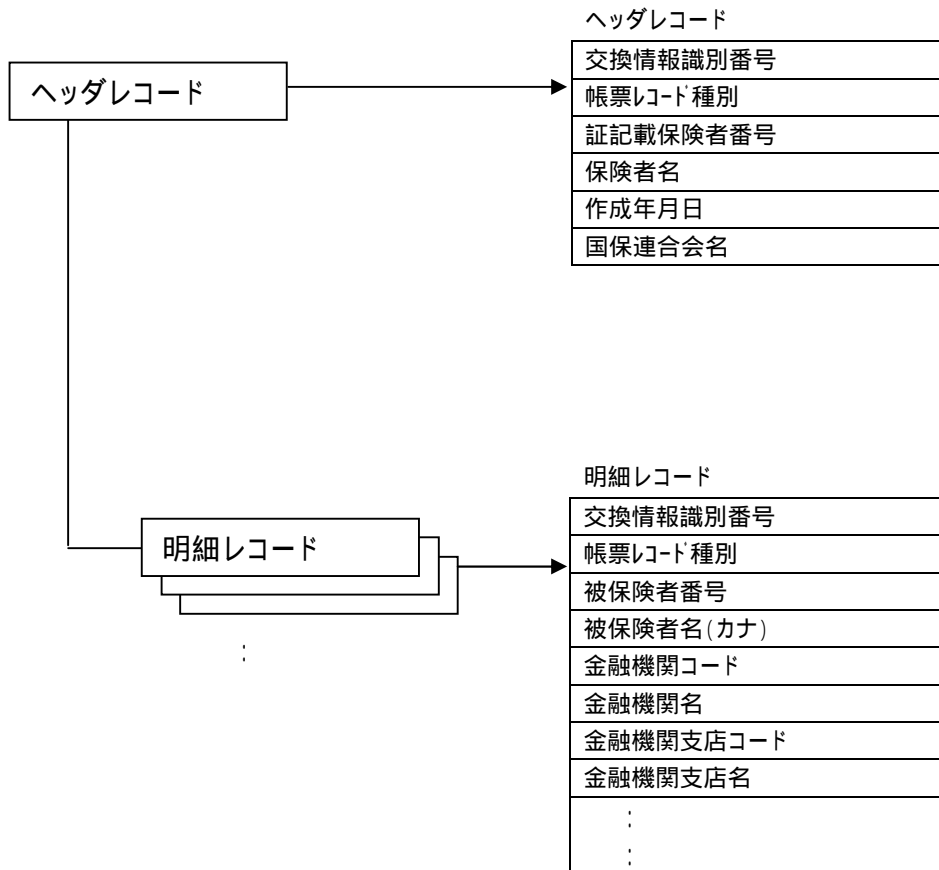 ヘッダレコード
ヘッダレコード
交換情報識別番号
帳票ﾚｺｰﾄﾞ種別
証記載保険者番号
保険者名
作成年月日
国保連合会名
明細レコード
:
明細レコード
交換情報識別番号
帳票ﾚｺｰﾄﾞ種別
被保険者番号
被保険者名(カナ)
金融機関コード
金融機関名
金融機関支店コード
金融機関支店名
:
: